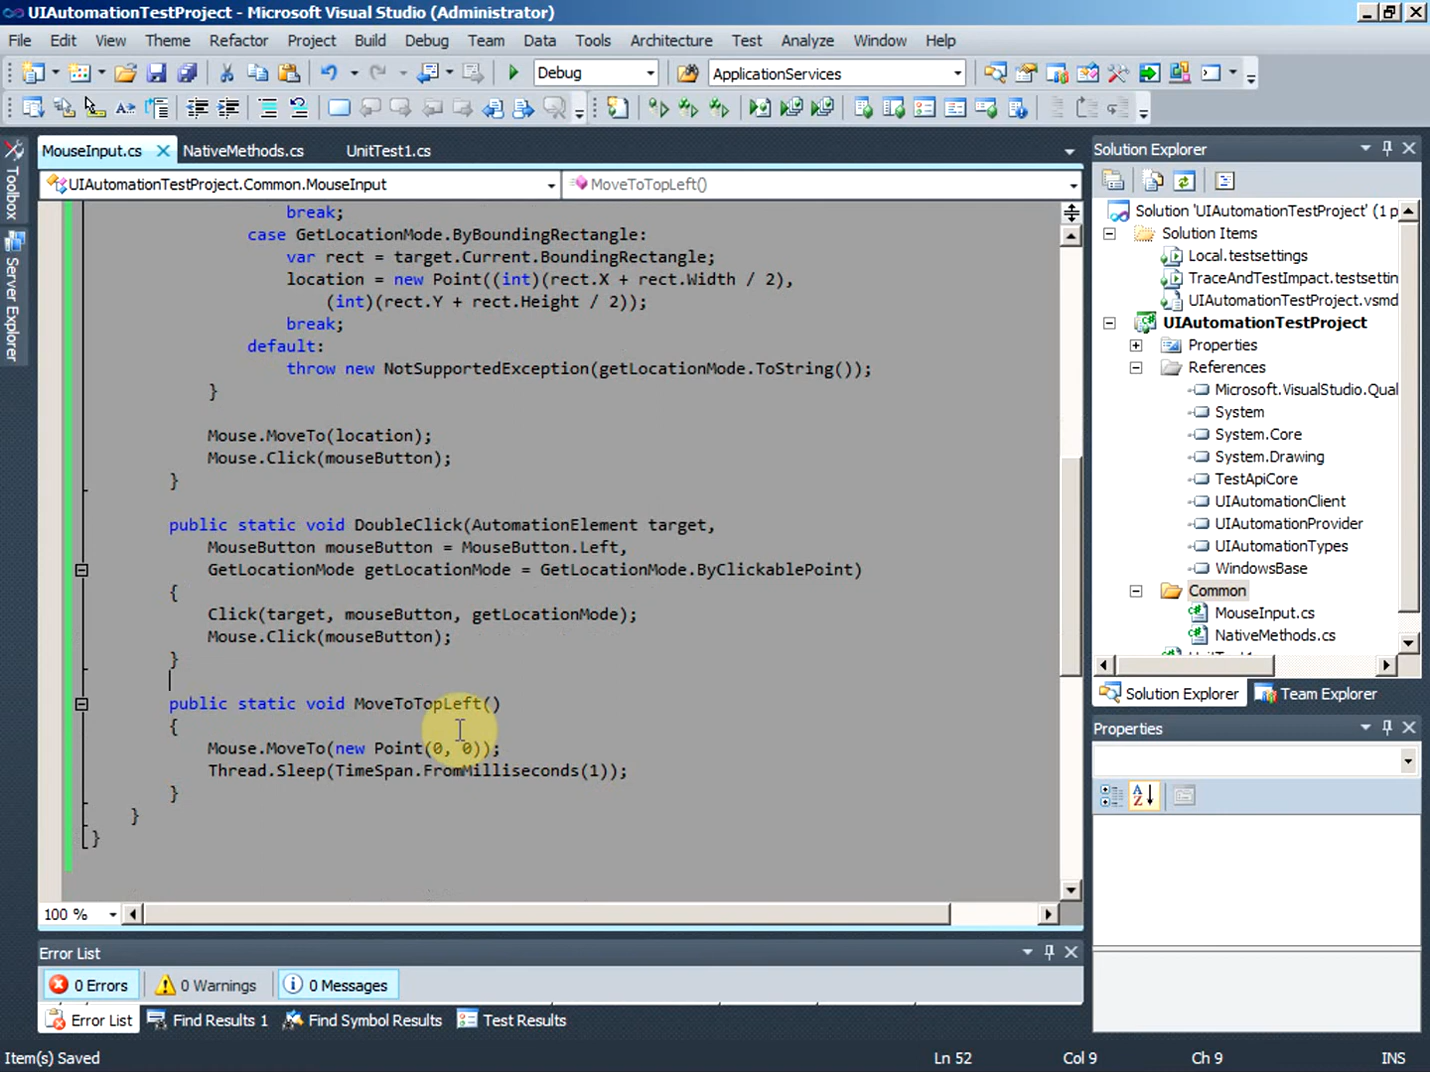 UIAutomationTestProject - Microsoft Visual Studio (Administrator)
File Edit View Theme Refactor Project Build Debug Team Data Tools Architecture Test Analyze Window Help
Debug ApplicationServices
MouseInput.cs NativeMethods.cs UnitTest1.cs
UIAutomationTestProject.Common.MouseInput MoveToTopLeft()
break;
case GetLocationMode.ByBoundingRectangle:
var rect = target.Current.BoundingRectangle;
location = new Point((int)(rect.X + rect.Width / 2),
(int)(rect.Y + rect.Height / 2));
break;
default:
throw new NotSupportedException(getLocationMode.ToString());
}
Mouse.MoveTo(location);
Mouse.Click(mouseButton);
}
public static void DoubleClick(AutomationElement target,
MouseButton mouseButton = MouseButton.Left,
GetLocationMode getLocationMode = GetLocationMode.ByClickablePoint)
{
Click(target, mouseButton, getLocationMode);
Mouse.Click(mouseButton);
}
public static void MoveToTopLeft()
{
Mouse.MoveTo(new Point(0, 0));
Thread.Sleep(TimeSpan.FromMilliseconds(1));
}
}
}
100 %
Toolbox
Server Explorer
Solution Explorer
Solution 'UIAutomationTestProject' (1 p
Solution Items
Local.testsettings
TraceAndTestImpact.testsettin
UIAutomationTestProject.vsmd
UIAutomationTestProject
Properties
References
Microsoft.VisualStudio.Qual
System
System.Core
System.Drawing
TestApiCore
UIAutomationClient
UIAutomationProvider
UIAutomationTypes
WindowsBase
Common
MouseInput.cs
NativeMethods.cs
Solution Explorer Team Explorer
Properties
Error List
0 Errors 0 Warnings 0 Messages
Error List Find Results 1 Find Symbol Results Test Results
Item(s) Saved Ln 52 Col 9 Ch 9 INS